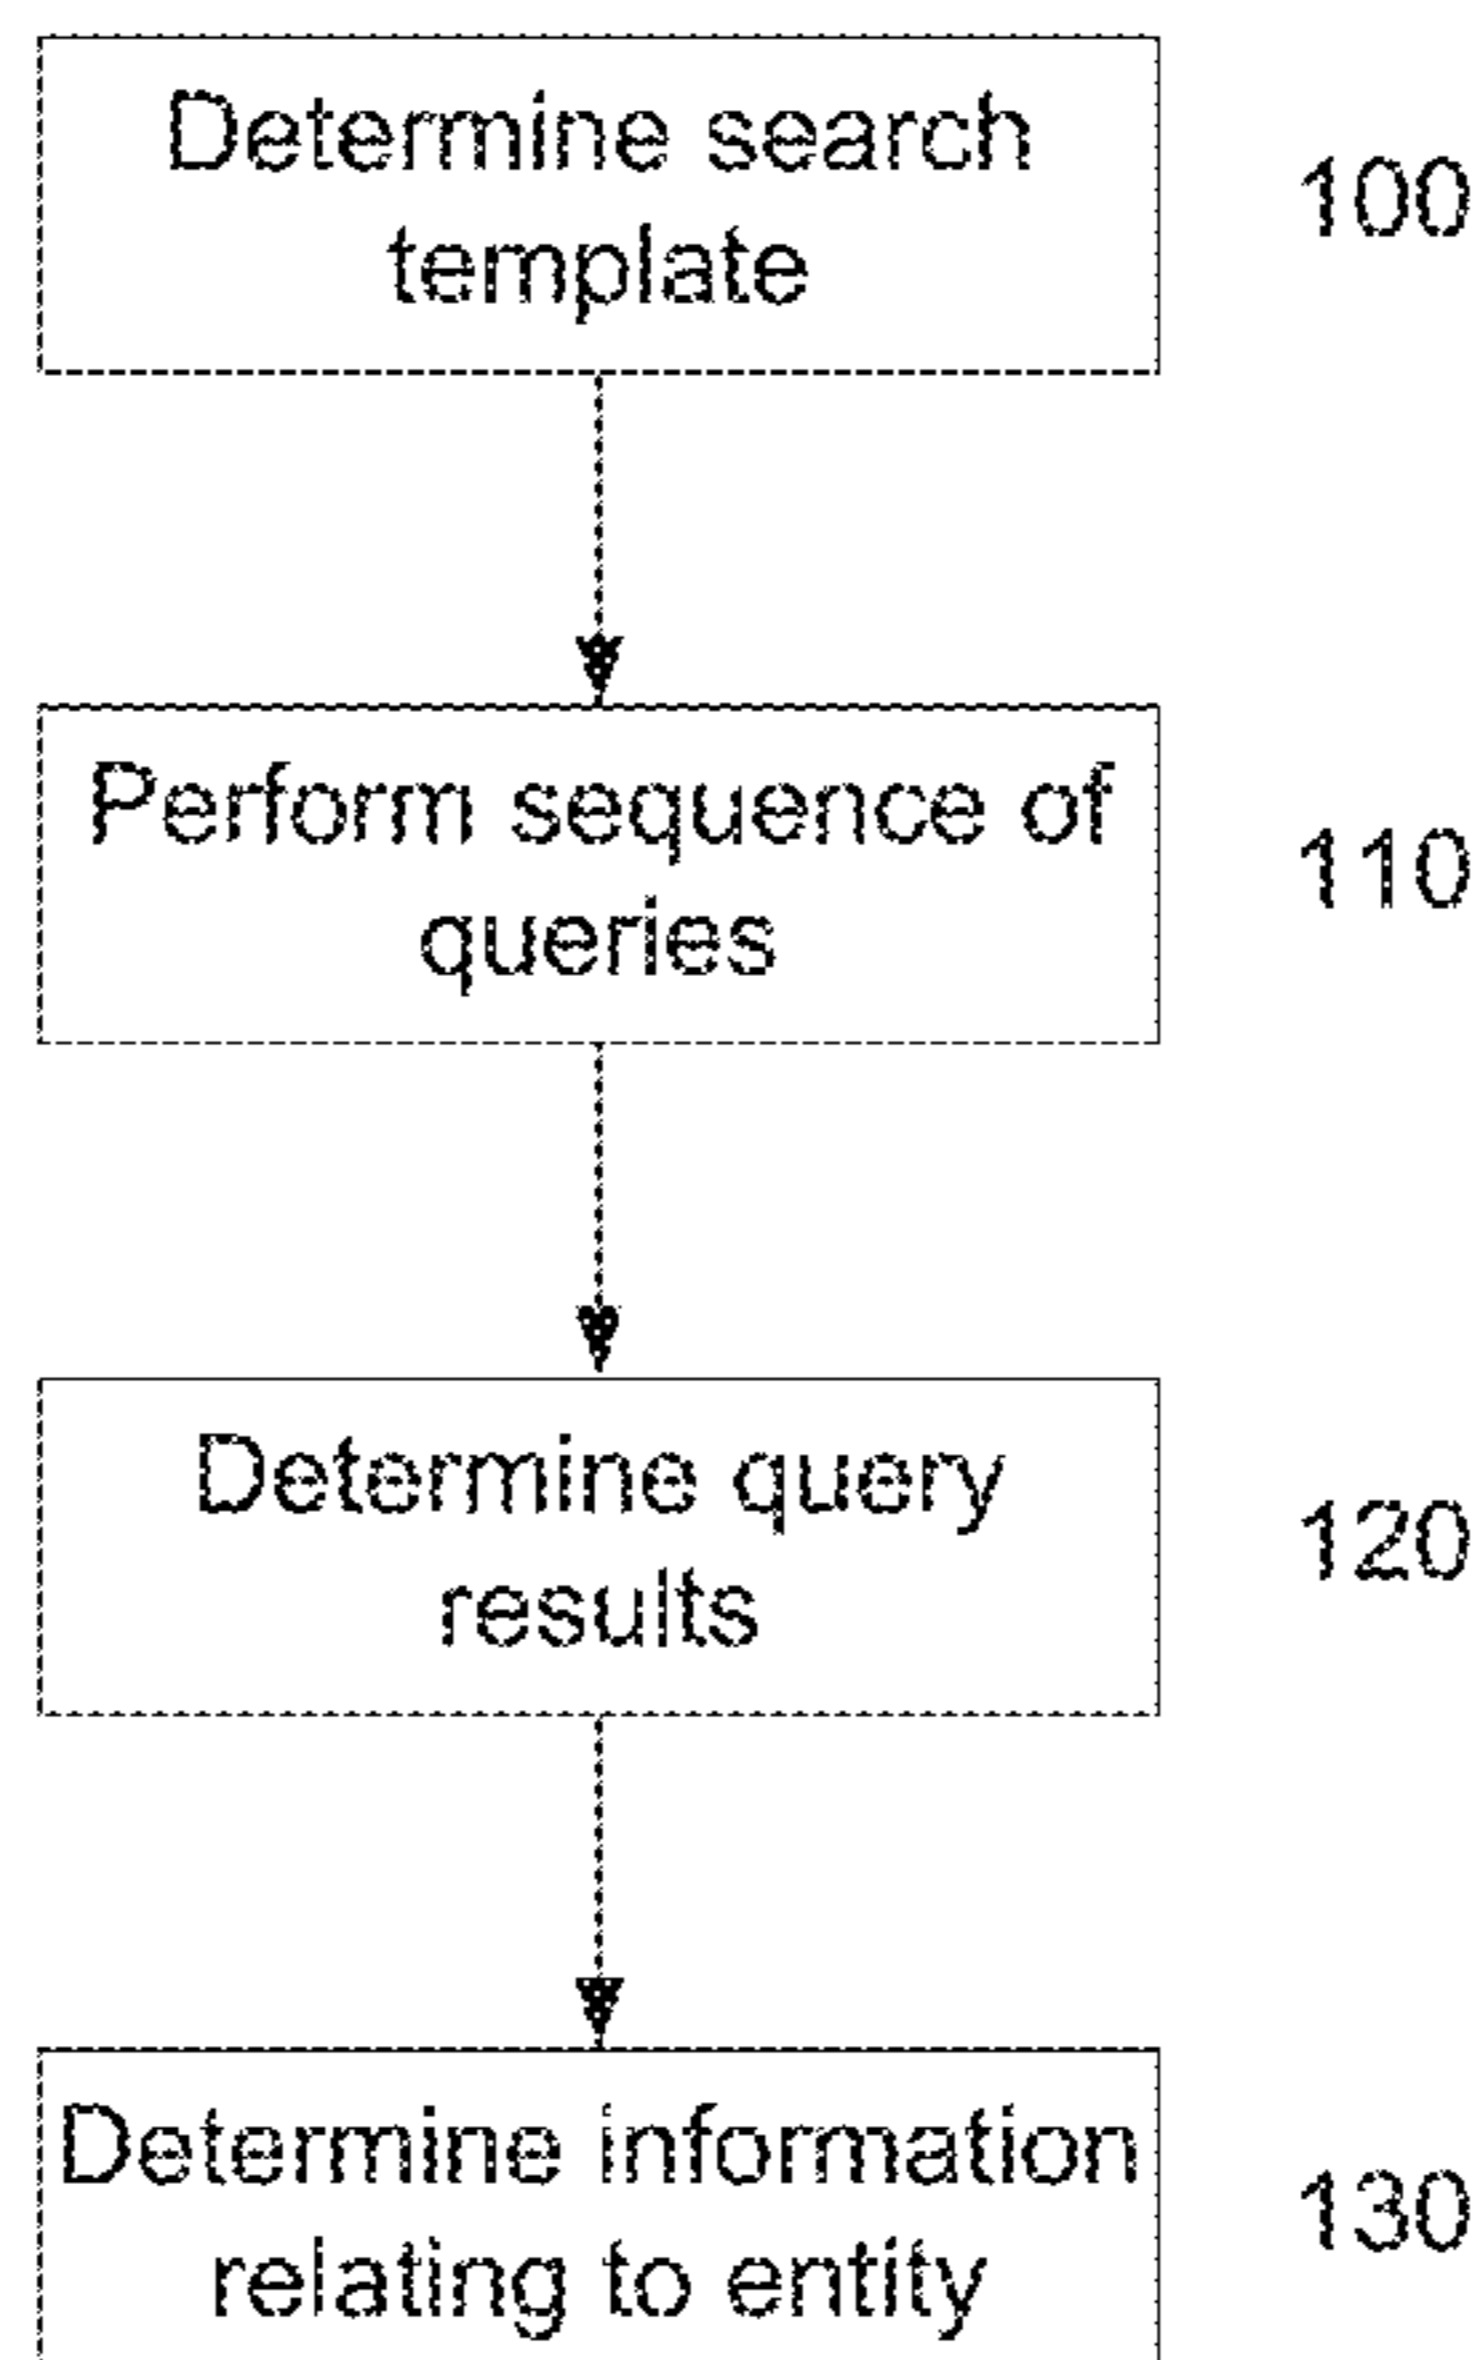 Determine search
template
100
Perform sequence of
queries
110
Determine query
results
120
Determine information
relating to entity
130